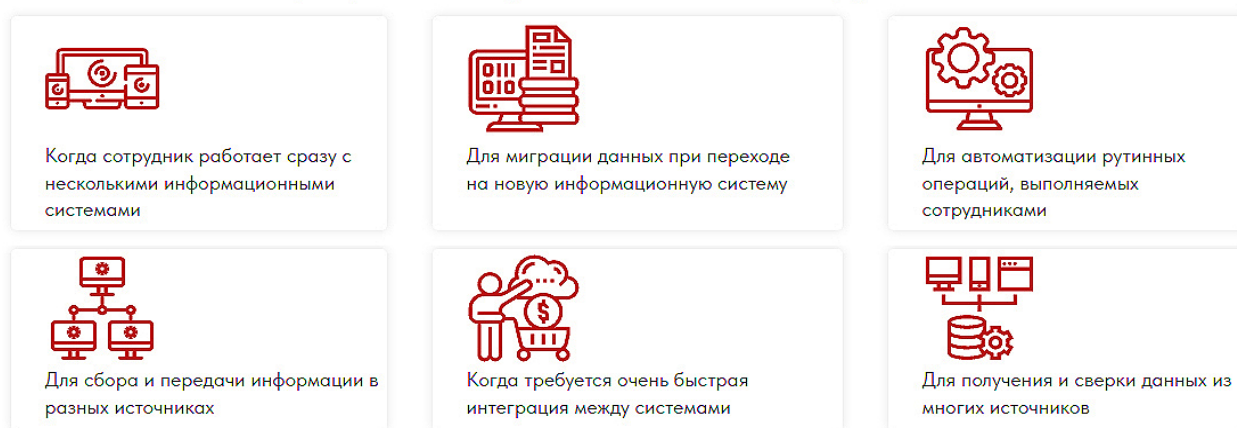 Когда сотрудник работает сразу с
несколькими информационными
системами
Для миграции данных при переходе
на новую информационную систему
Для автоматизации рутинных
операций, выполняемых
сотрудниками
Для сбора и передачи информации в
разных источниках
Когда требуется очень быстрая
интеграция между системами
Для получения и сверки данных из
многих источников